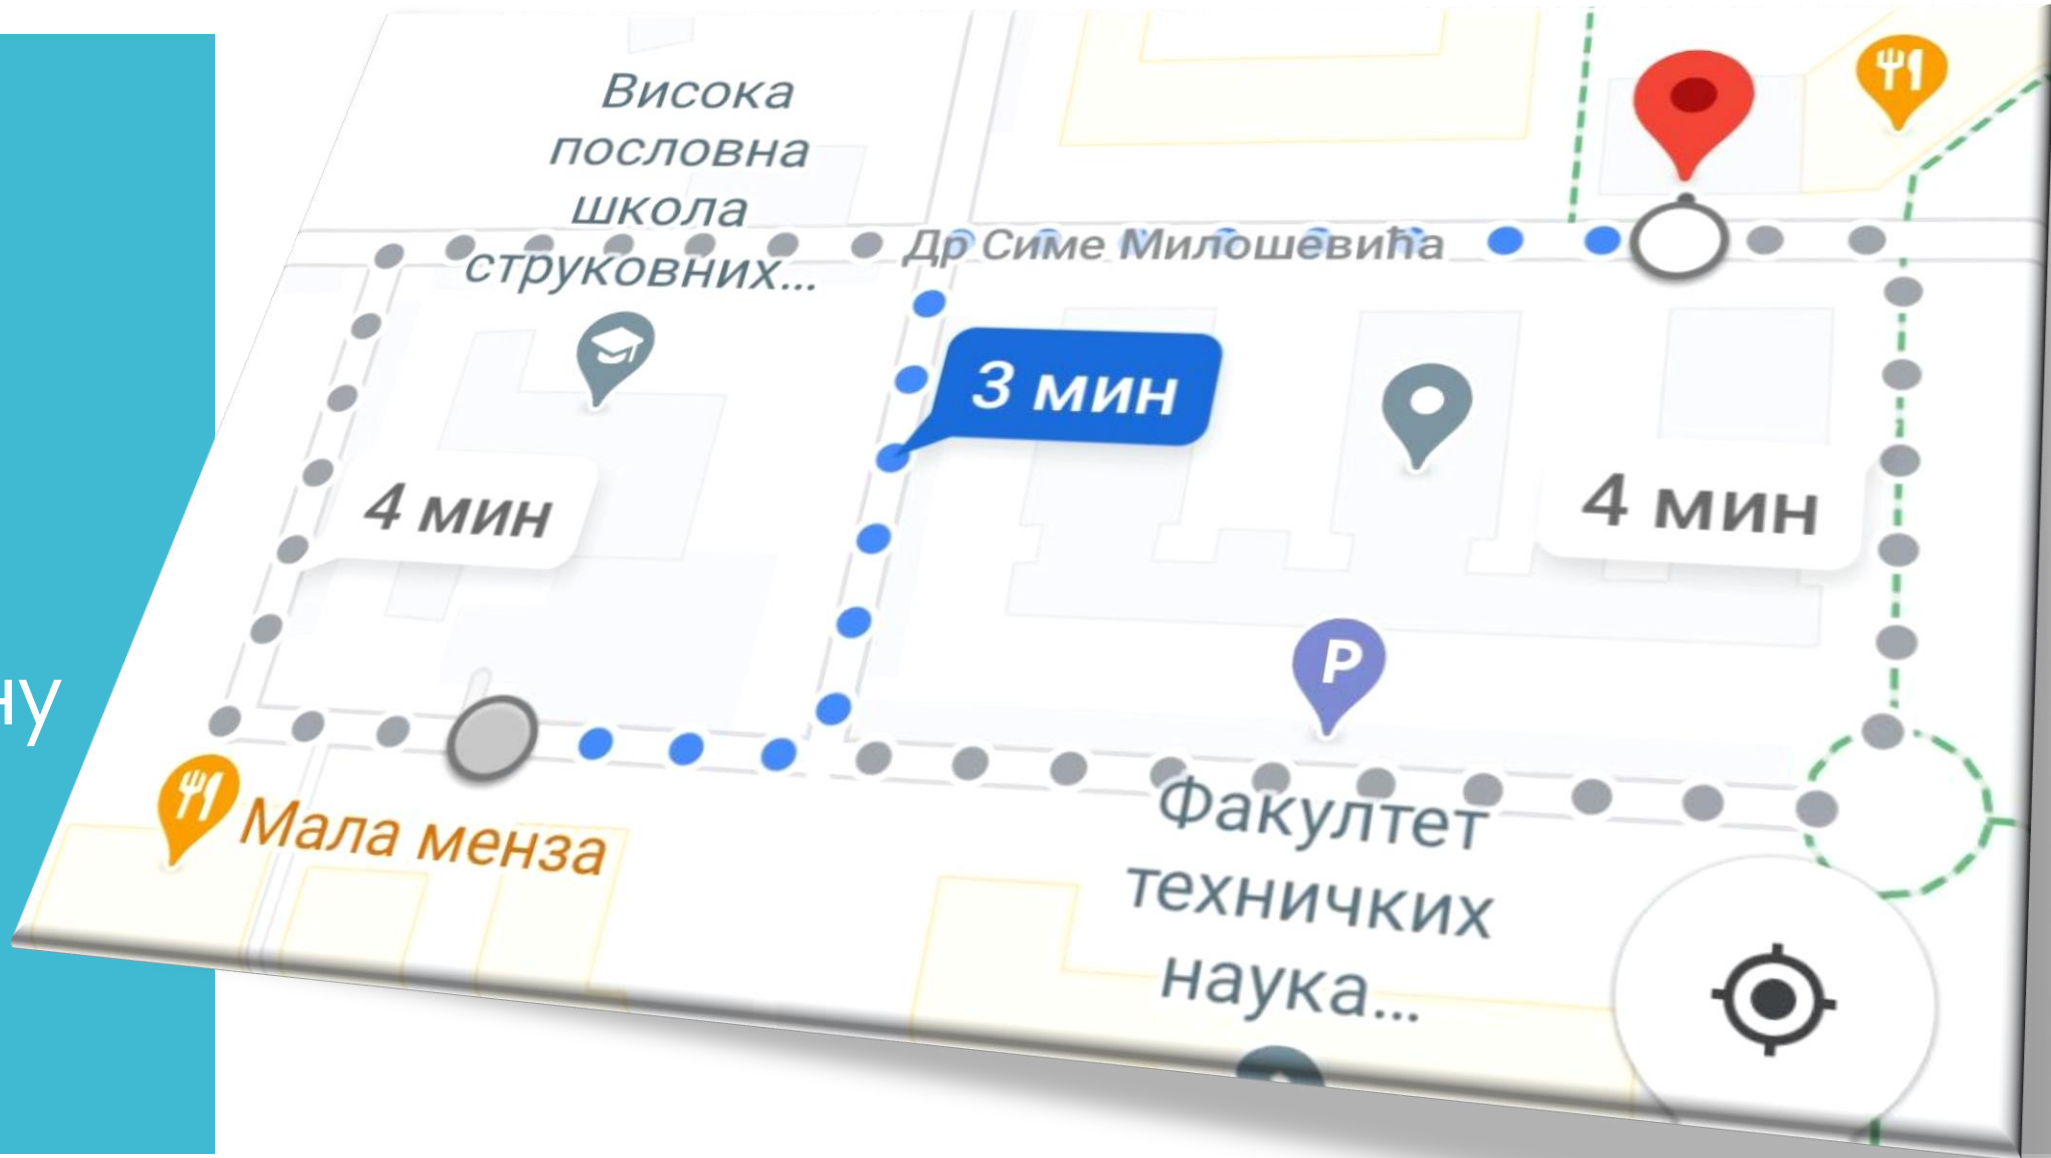 Висока
пословна
школа
струковних...
Др Симе Милошевића
3 мин
4 мин
4 мин
P
Мала менза
Факултет
техничких
наука...